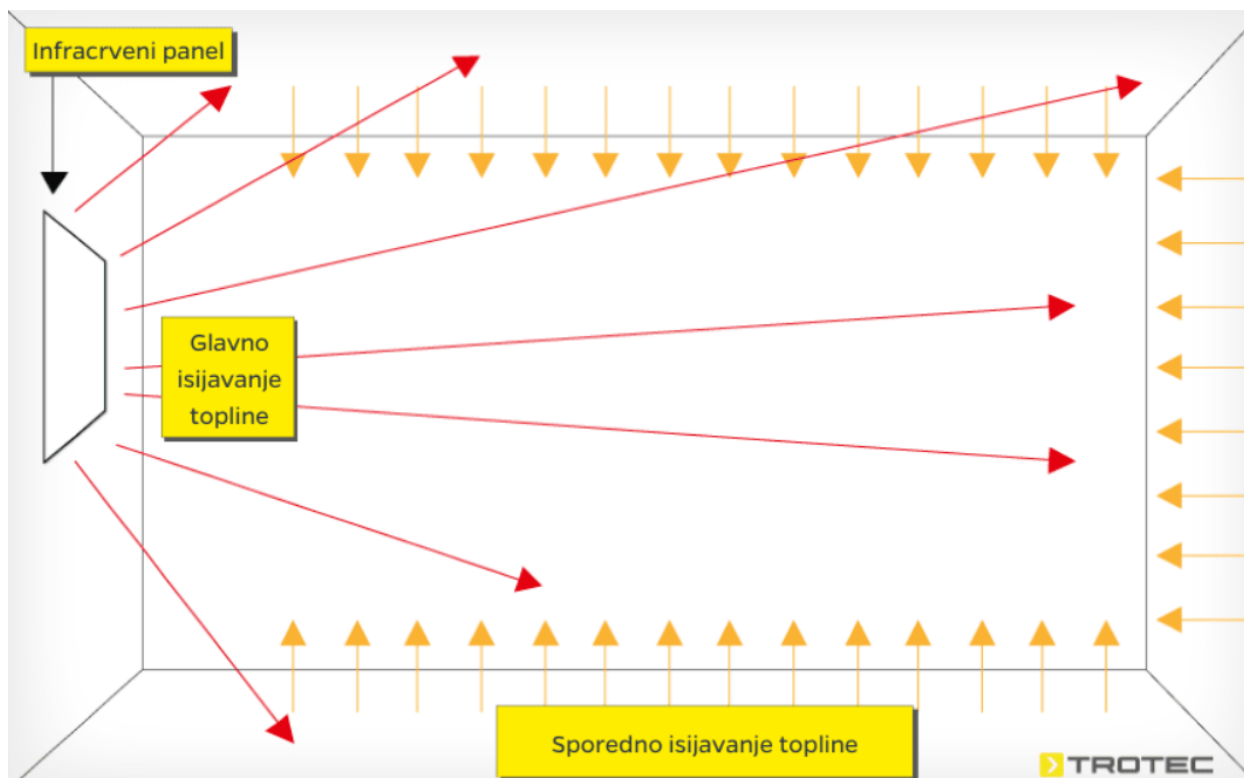 Infracrveni panel
Glavno
isijavanje
topline
Sporedno isijavanje topline
TROTEC